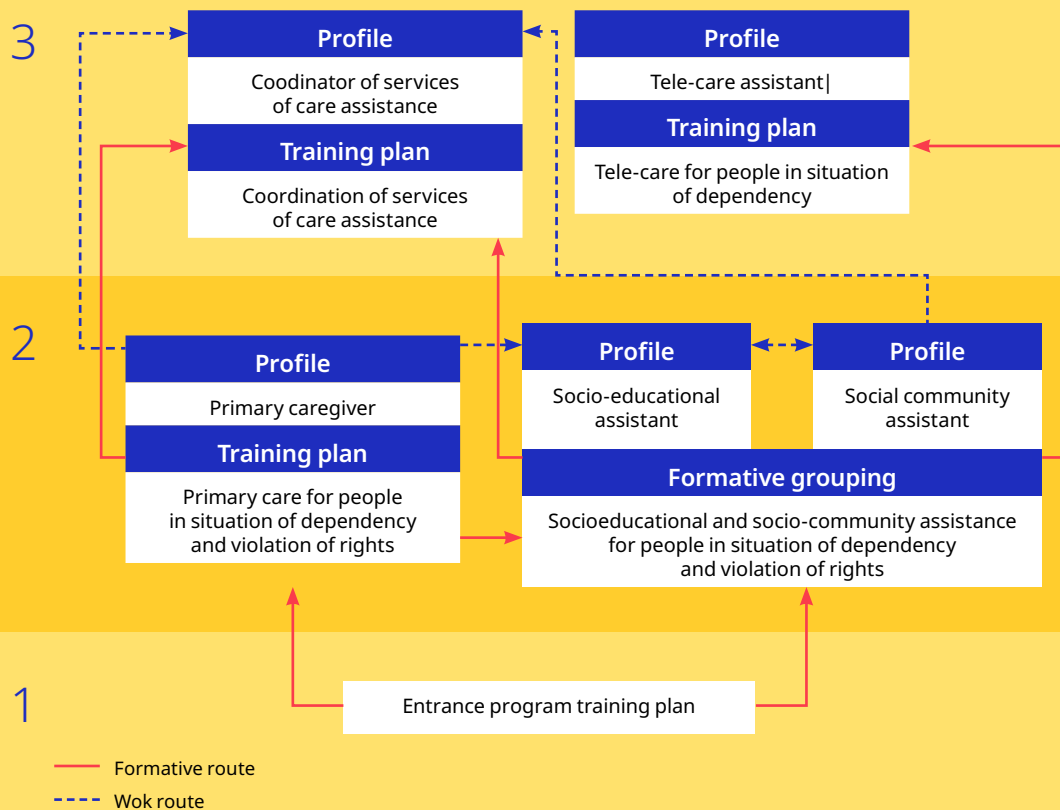 3
Profile
Coodinator of services
of care assistance
Training plan
Coordination of services
of care assistance
Profile
Tele-care assistant|
Training plan
Tele-care for people in situation
of dependency
2
Profile
Primary caregiver
Training plan
Primary care for people
in situation of dependency
and violation of rights
Profile
Socio-educational
assistant
Profile
Social community
assistant
Formative grouping
Socioeducational and socio-community assistance
for people in situation of dependency
and violation of rights
1
Entrance program training plan
Formative route
Wok route